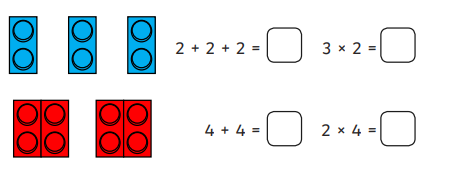 2 + 2 + 2 = 3 × 2 =
4 + 4 = 2 × 4 =